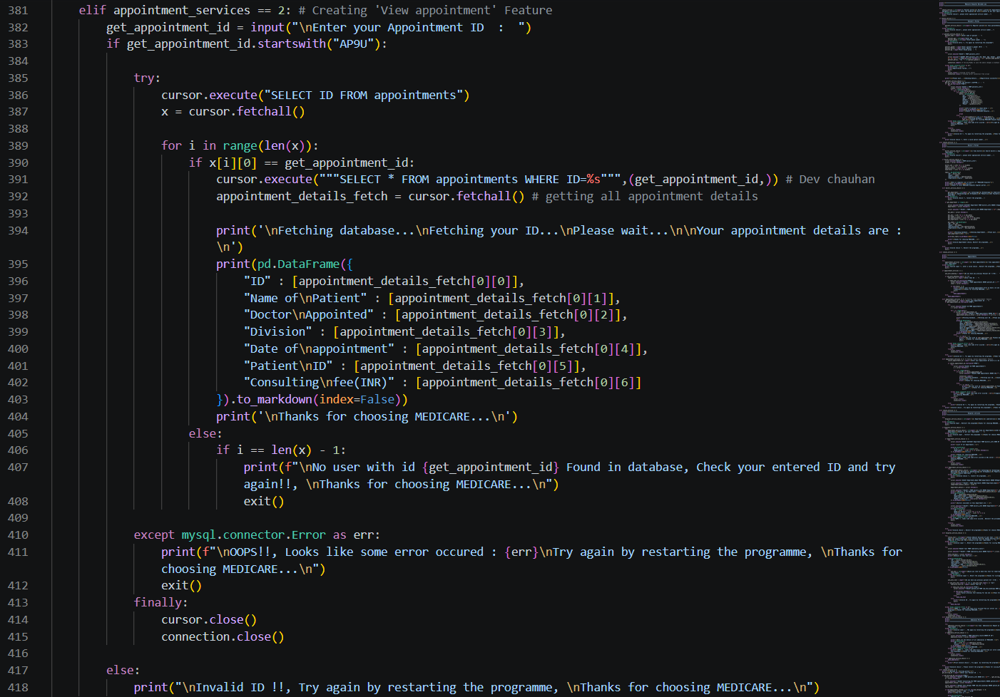 381 elif appointment_services == 2: # Creating 'View appointment' Feature
382 get_appointment_id = input("\nEnter your Appointment ID  :  ")
383 if get_appointment_id.startswith("AP9U"):
384
385 try:
386 cursor.execute("SELECT ID FROM appointments")
387 x = cursor.fetchall()
388
389 for i in range(len(x)):
390 if x[i][0] == get_appointment_id:
391 cursor.execute("""SELECT * FROM appointments WHERE ID=%s""",(get_appointment_id,)) # Dev chauhan
392 appointment_details_fetch = cursor.fetchall() # getting all appointment details
393
394 print('\nFetching database...\nFetching your ID...\nPlease wait...\n\nYour appointment details are :
\n')
395 print(pd.DataFrame({
396 "ID" : [appointment_details_fetch[0][0]],
397 "Name of\nPatient" : [appointment_details_fetch[0][1]],
398 "Doctor\nAppointed" : [appointment_details_fetch[0][2]],
399 "Division" : [appointment_details_fetch[0][3]],
400 "Date of\nappointment" : [appointment_details_fetch[0][4]],
401 "Patient\nID" : [appointment_details_fetch[0][5]],
402 "Consulting\nfee(INR)" : [appointment_details_fetch[0][6]]
403 }).to_markdown(index=False))
404 print('\nThanks for choosing MEDICARE...\n')
405 else:
406 if i == len(x) - 1:
407 print(f"\nNo user with id {get_appointment_id} Found in database, Check your entered ID and try
again!!, \nThanks for choosing MEDICARE...\n")
408 exit()
409
410 except mysql.connector.Error as err:
411 print(f"\nOOPS!!, Looks like some error occured : {err}\nTry again by restarting the programme, \nThanks for
choosing MEDICARE...\n")
412 exit()
413 finally:
414 cursor.close()
415 connection.close()
416
417 else:
418 print("\nInvalid ID !!, Try again by restarting the programme, \nThanks for choosing MEDICARE...\n")